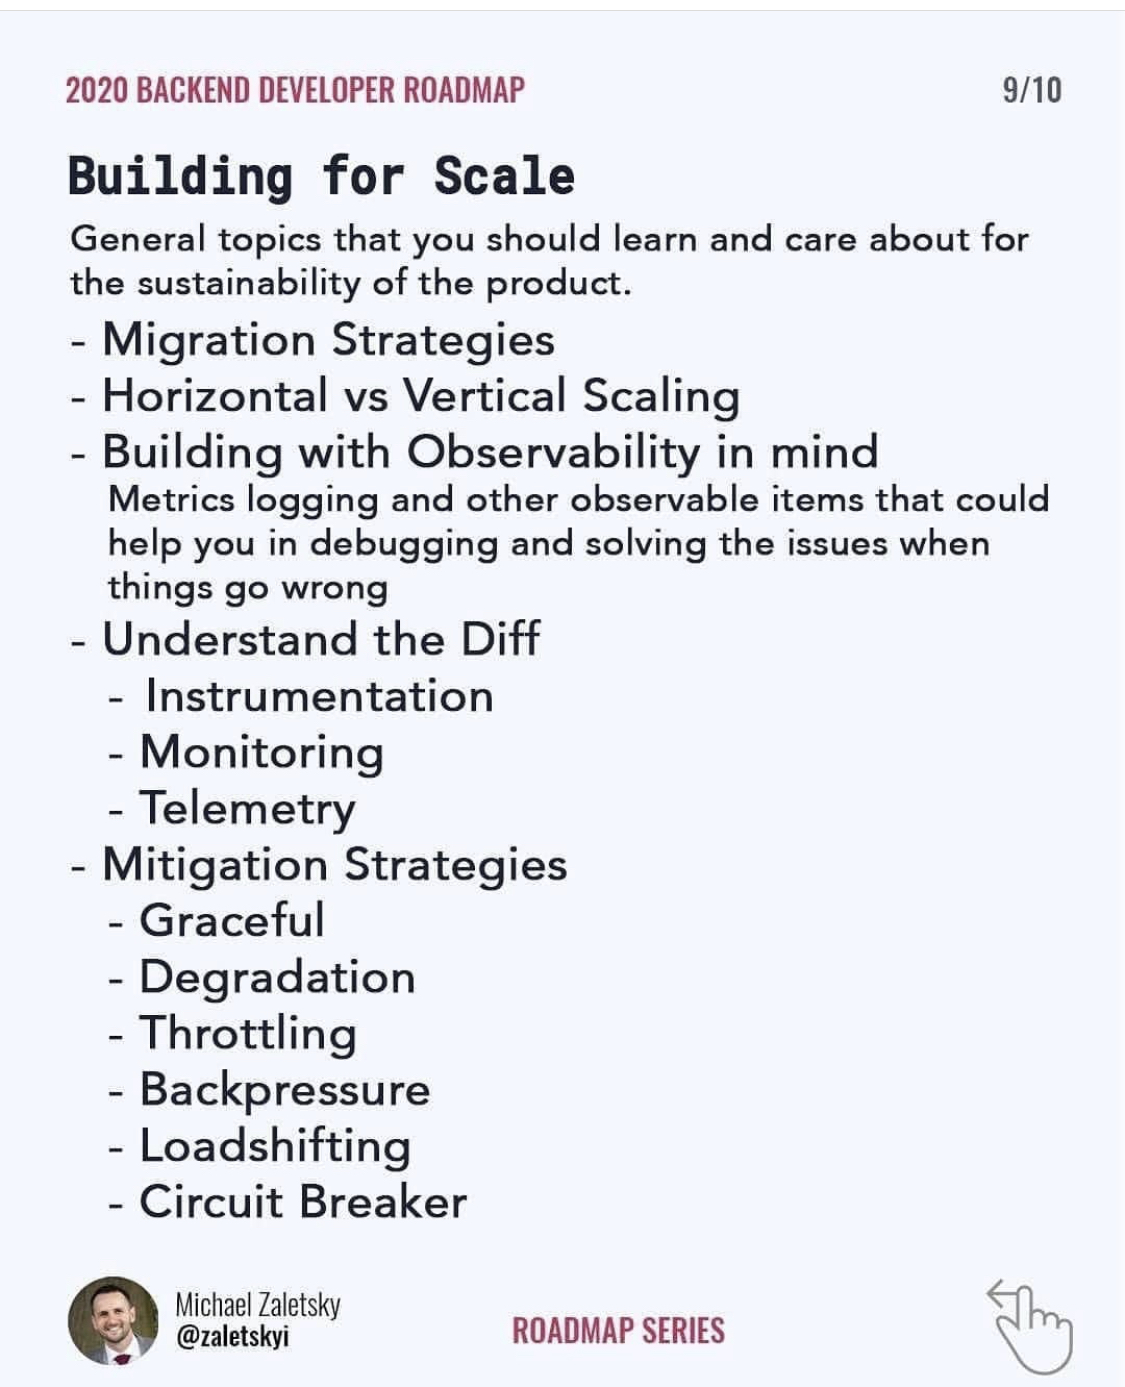 2020 BACKEND DEVELOPER ROADMAP
9/10
Building for Scale
General topics that you should learn and care about for
the sustainability of the product.
- Migration Strategies
- Horizontal vs Vertical Scaling
- Building with Observability in mind
Metrics logging and other observable items that could
help you in debugging and solving the issues when
things go wrong
- Understand the Diff
- Instrumentation
- Monitoring
- Telemetry
- Mitigation Strategies
- Graceful
- Degradation
- Throttling
- Backpressure
- Loadshifting
- Circuit Breaker
Michael Zaletsky
@zaletskyi
ROADMAP SERIES